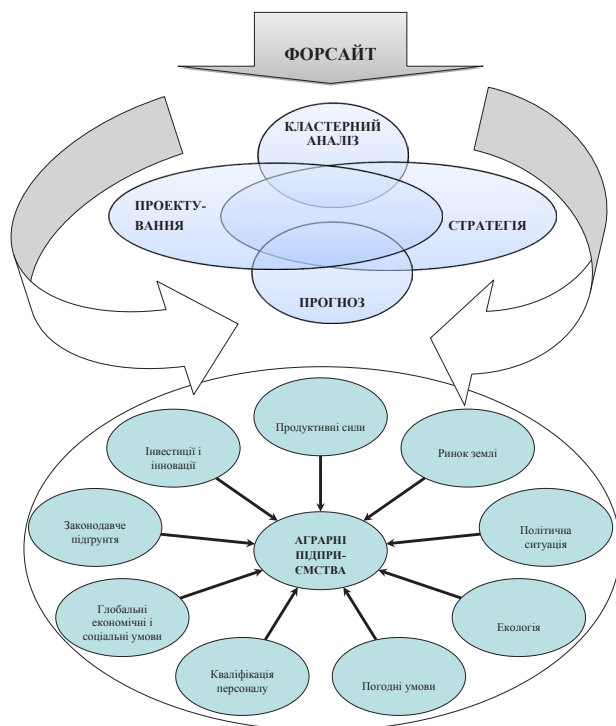 ФОРСАЙТ
КЛАСТЕРНИЙ
АНАЛІЗ
ПРОЕКТУ-
ВАННЯ
СТРАТЕГІЯ
ПРОГНОЗ
Продуктивні сили
Інвестиції і
інновації
Ринок землі
Законодавче
підґрунтя
АГРАРНІ
ПІДПРИ-
ЄМСТВА
Політична
ситуація
Глобальні
економічні і
соціальні умови
Екологія
Кваліфікація
персоналу
Погодні умови